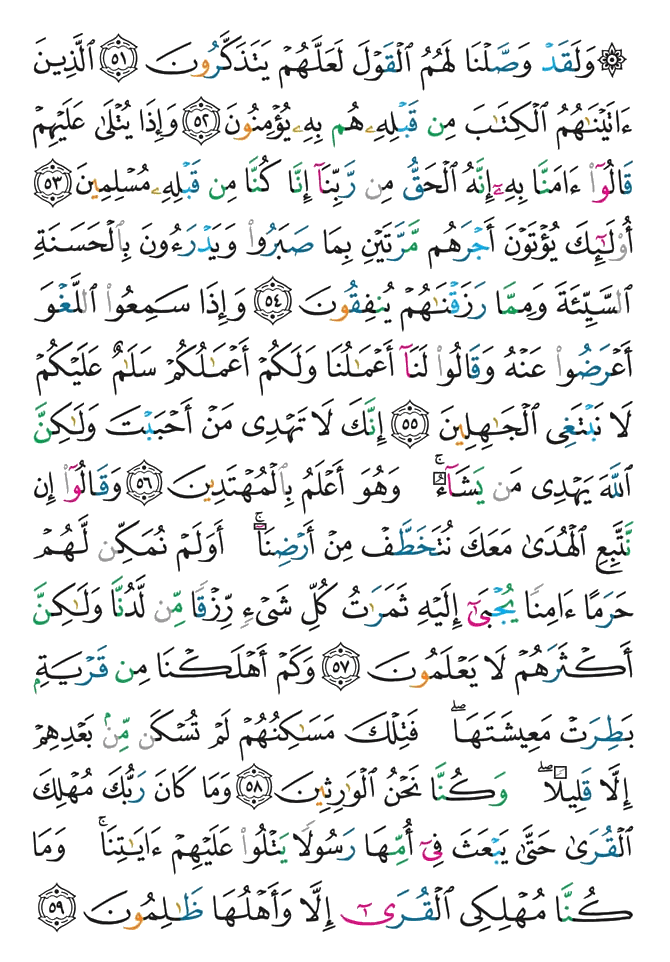 ۞ وَلَقَدْ وَصَّلْنَا لَهُمُ ٱلْقَوْلَ لَعَلَّهُمْ يَتَذَكَّرُونَ ٥١ ٱلَّذِينَ
ءَاتَيْنَٰهُمُ ٱلْكِتَٰبَ مِن قَبْلِهِۦ هُم بِهِۦ يُؤْمِنُونَ ٥٢ وَإِذَا يُتْلَىٰ عَلَيْهِمْ
قَالُوٓا۟ ءَامَنَّا بِهِۦٓ إِنَّهُ ٱلْحَقُّ مِن رَّبِّنَآ إِنَّا كُنَّا مِن قَبْلِهِۦ مُسْلِمِينَ ٥٣
أُو۟لَٰٓئِكَ يُؤْتَوْنَ أَجْرَهُم مَّرَّتَيْنِ بِمَا صَبَرُوا۟ وَيَدْرَءُونَ بِٱلْحَسَنَةِ
ٱلسَّيِّئَةَ وَمِمَّا رَزَقْنَٰهُمْ يُنفِقُونَ ٥٤ وَإِذَا سَمِعُوا۟ ٱللَّغْوَ
أَعْرَضُوا۟ عَنْهُ وَقَالُوا۟ لَنَآ أَعْمَٰلُنَا وَلَكُمْ أَعْمَٰلُكُمْ سَلَٰمٌ عَلَيْكُمْ
لَا نَبْتَغِى ٱلْجَٰهِلِينَ ٥٥ إِنَّكَ لَا تَهْدِى مَنْ أَحْبَبْتَ وَلَٰكِنَّ
ٱللَّهَ يَهْدِى مَن يَشَآءُ ۚ وَهُوَ أَعْلَمُ بِٱلْمُهْتَدِينَ ٥٦ وَقَالُوٓا۟ إِن
نَّتَّبِعِ ٱلْهُدَىٰ مَعَكَ نُتَخَطَّفْ مِنْ أَرْضِنَآ ۚ أَوَلَمْ نُمَكِّن لَّهُمْ
حَرَمًا ءَامِنًا يُجْبَىٰٓ إِلَيْهِ ثَمَرَٰتُ كُلِّ شَىْءٍ رِّزْقًا مِّن لَّدُنَّا وَلَٰكِنَّ
أَكْثَرَهُمْ لَا يَعْلَمُونَ ٥٧ وَكَمْ أَهْلَكْنَا مِن قَرْيَةٍۭ
بَطِرَتْ مَعِيشَتَهَا ۖ فَتِلْكَ مَسَٰكِنُهُمْ لَمْ تُسْكَن مِّنۢ بَعْدِهِمْ
إِلَّا قَلِيلًا ۖ وَكُنَّا نَحْنُ ٱلْوَٰرِثِينَ ٥٨ وَمَا كَانَ رَبُّكَ مُهْلِكَ
ٱلْقُرَىٰ حَتَّىٰ يَبْعَثَ فِىٓ أُمِّهَا رَسُولًا يَتْلُوا۟ عَلَيْهِمْ ءَايَٰتِنَا ۚ وَمَا
كُنَّا مُهْلِكِى ٱلْقُرَىٰٓ إِلَّا وَأَهْلُهَا ظَٰلِمُونَ ٥٩